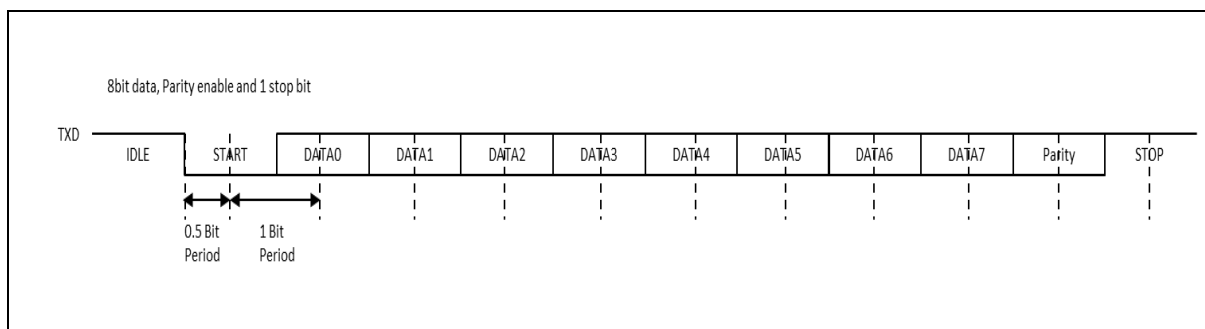 8bit data, Parity enable and 1 stop bit
TXD
IDLE START DATA0 DATA1 DATA2 DATA3 DATA4 DATA5 DATA6 DATA7 Parity STOP
0.5 Bit 1 Bit
Period Period